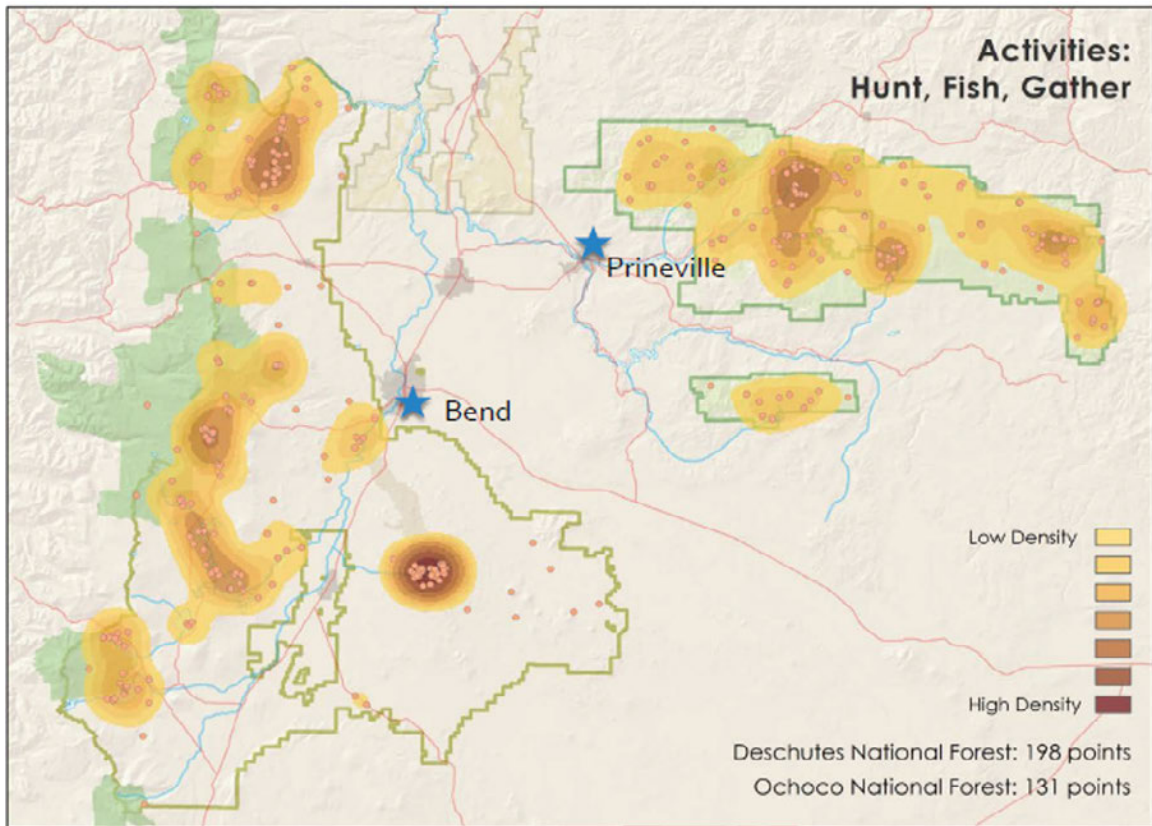 Activities:
Hunt, Fish, Gather
Prineville
Bend
Low Density
High Density
Deschutes National Forest: 198 points
Ochoco National Forest: 131 points